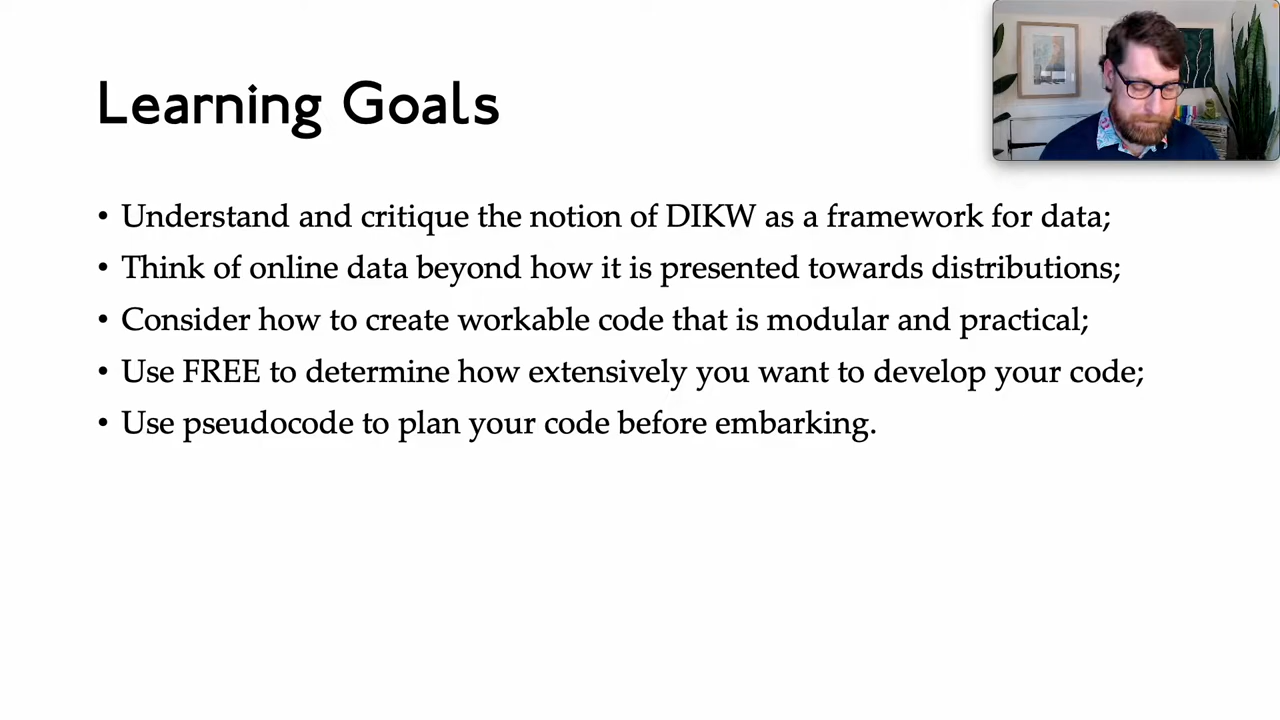 Learning Goals
• Understand and critique the notion of DIKW as a framework for data;
• Think of online data beyond how it is presented towards distributions;
• Consider how to create workable code that is modular and practical;
• Use FREE to determine how extensively you want to develop your code;
• Use pseudocode to plan your code before embarking.